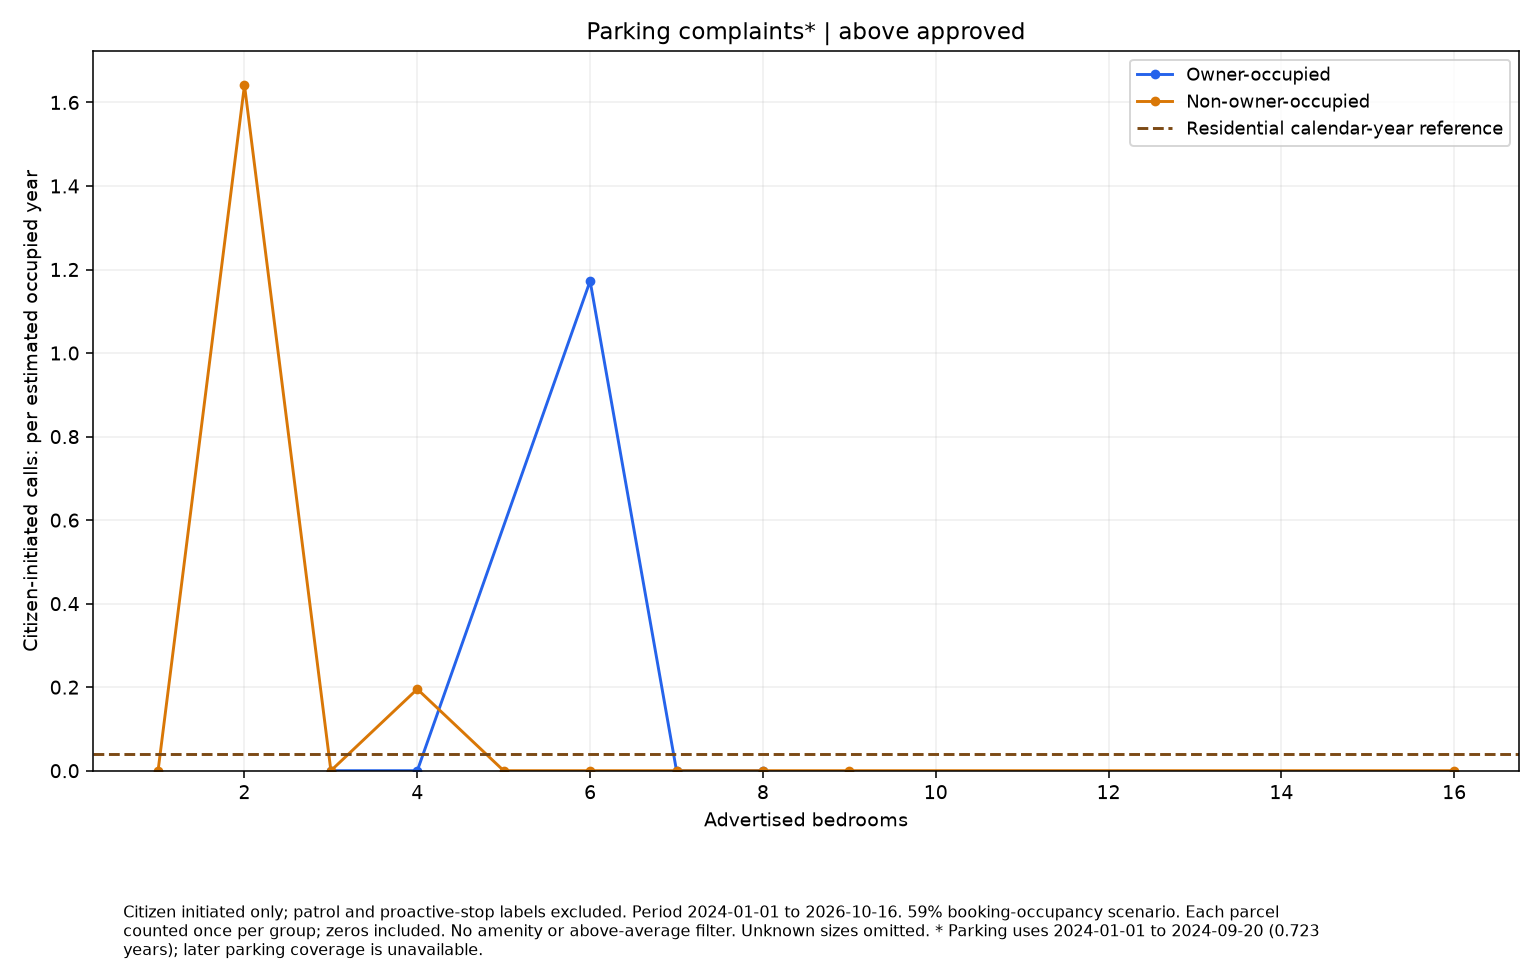 Parking complaints* | above approved
Owner-occupied
Non-owner-occupied
Residential calendar-year reference
Citizen-initiated calls: per estimated occupied year
1.6
1.4
1.2
1.0
0.8
0.6
0.4
0.2
0.0
2 4 6 8 10 12 14 16
Advertised bedrooms
Citizen initiated only; patrol and proactive-stop labels excluded. Period 2024-01-01 to 2026-10-16. 59% booking-occupancy scenario. Each parcel
counted once per group; zeros included. No amenity or above-average filter. Unknown sizes omitted. * Parking uses 2024-01-01 to 2024-09-20 (0.723
years); later parking coverage is unavailable.